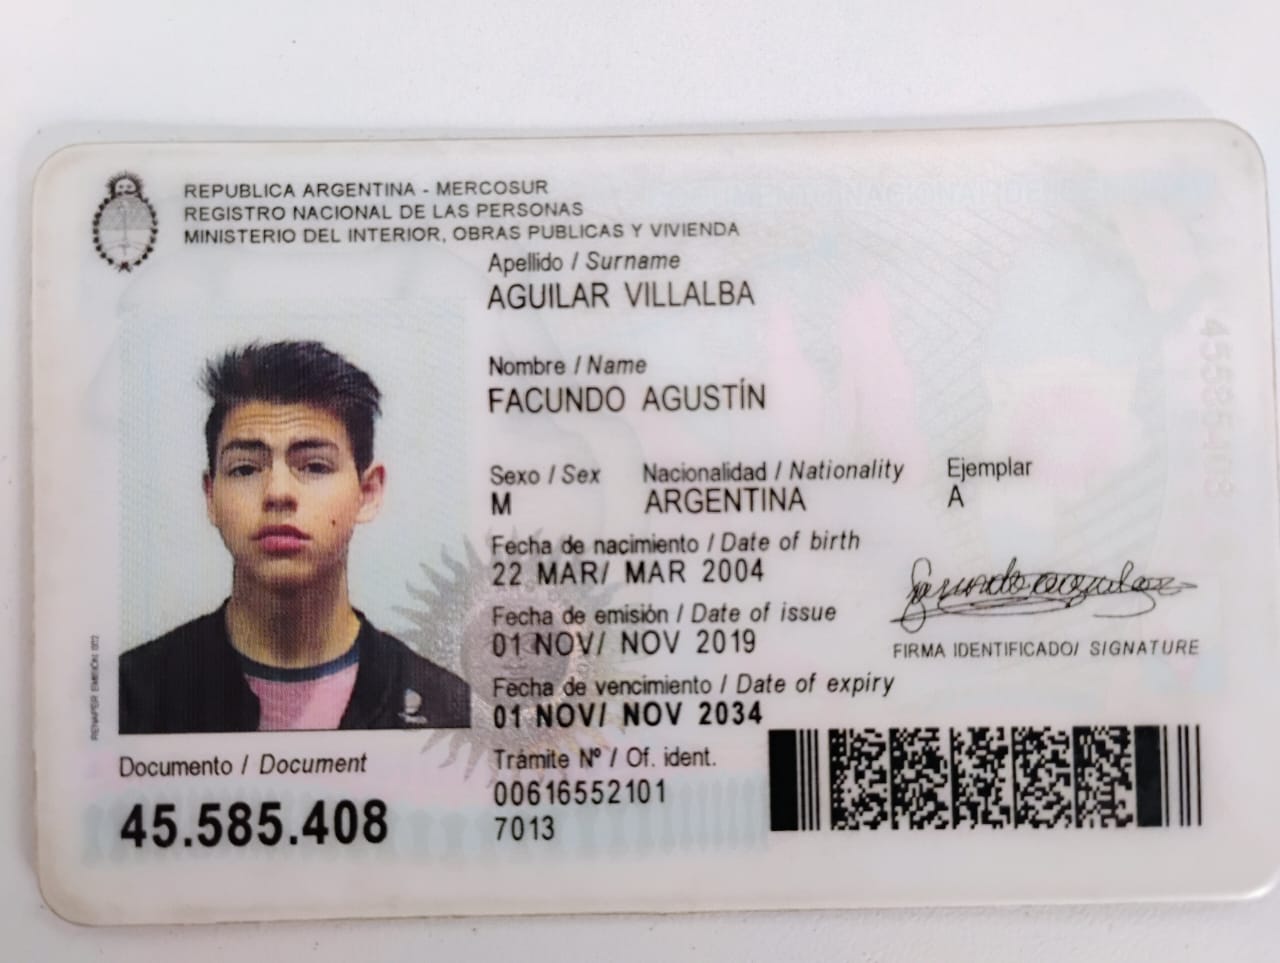 REPUBLICA ARGENTINA - MERCOSUR
REGISTRO NACIONAL DE LAS PERSONAS
MINISTERIO DEL INTERIOR, OBRAS PUBLICAS Y VIVIENDA
Apellido / Surname
AGUILAR VILLALBA
Nombre / Name
FACUNDO AGUSTÍN
Sexo / Sex Nacionalidad / Nationality Ejemplar
M ARGENTINA A
Fecha de nacimiento / Date of birth
22 MAR/ MAR 2004
Fecha de emisión / Date of issue
01 NOV/ NOV 2019
FIRMA IDENTIFICADO/ SIGNATURE
Fecha de vencimiento / Date of expiry
01 NOV/ NOV 2034
Documento / Document
45.585.408
Trámite Nº / Of. ident.
00616552101
7013